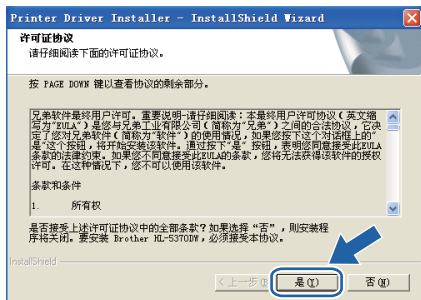 Printer Driver Installer - InstallShield Wizard
许可证协议
请仔细阅读下面的许可证协议。
按 PAGE DOWN 键以查看协议的剩余部分。
兄弟软件最终用户许可。重要说明-请仔细阅读：本最终用户许可协议（英文缩
写为"EULA"）是您与兄弟工业有限公司（简称为"兄弟"）之间的合法协议，它决
定了您对兄弟软件（简称为"软件"）的使用情况，如果您按下这个对话框上的"
是"这个按钮，将开始安装该软件。通过按下"是" 按钮，表明您同意接受此EULA
条款的法律约束。如果您不同意接受此EULA的条款，您将无法获得该软件的授权
许可。在这种情况下，您不可以使用该软件。
条款和条件
1. 所有权
是否接受上述许可证协议中的全部条款？如果选择 “否” ，则安装程
序将关闭。要安装 Brother HL-5370DW，必须接受本协议。
InstallShield
< 上一步(B) 是(Y) 否(N)